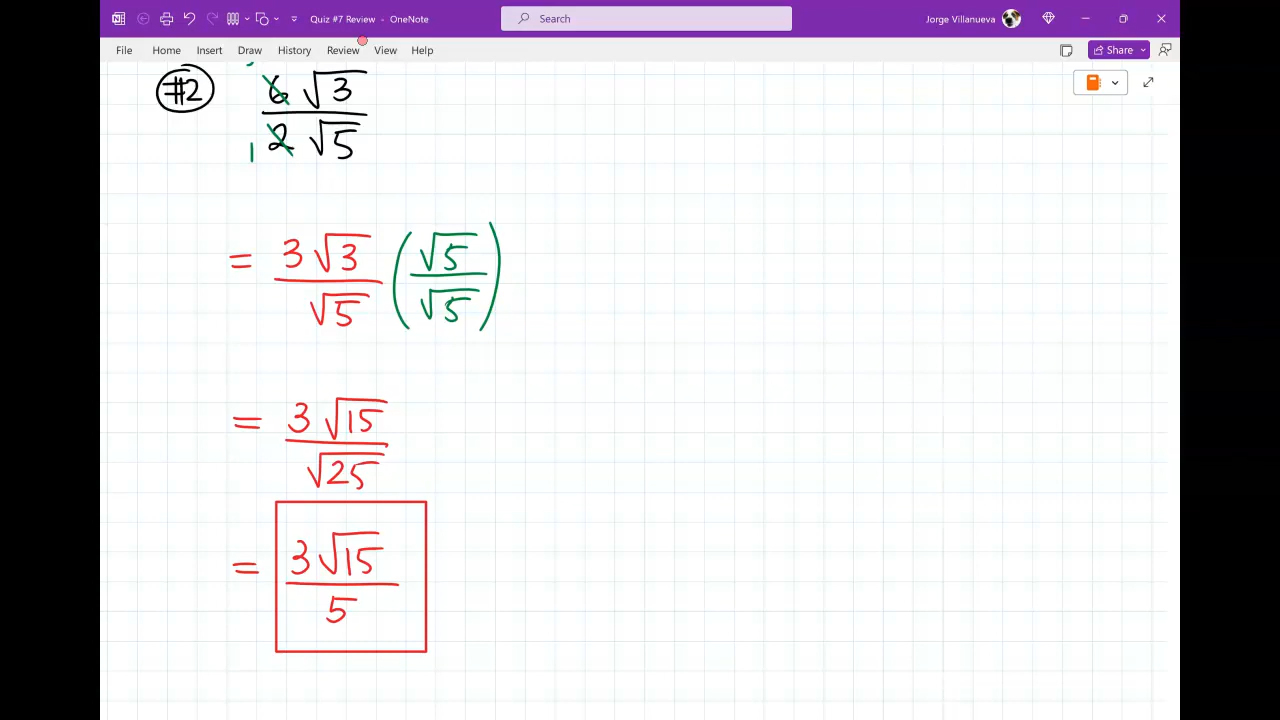 Quiz #7 Review - OneNote
Search
Jorge Villanueva
File Home Insert Draw History Review View Help
Share
#2
6 √3
1 2 √5
= 3 √3 / √5 (√5 / √5)
= 3 √15 / √25
= 3 √15 / 5